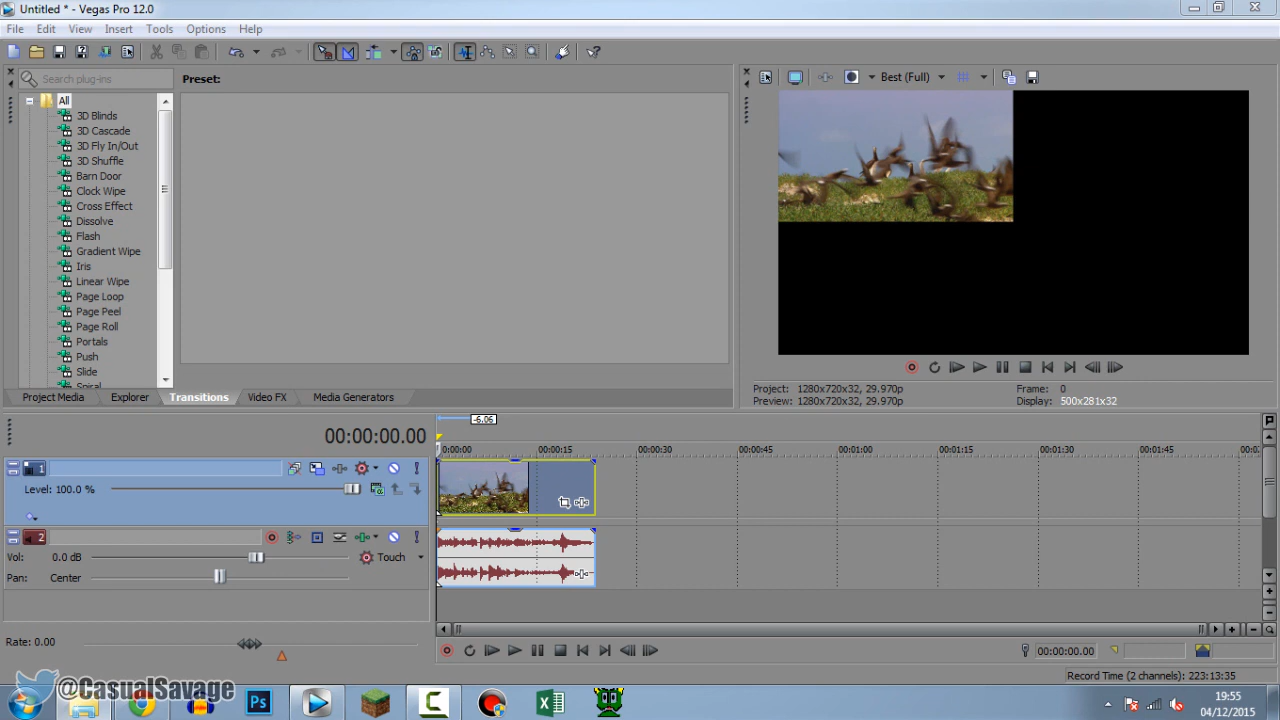 Untitled * - Vegas Pro 12.0
File Edit View Insert Tools Options Help
Search plug-ins
Preset:
Best (Full)
All
3D Blinds
3D Cascade
3D Fly In/Out
3D Shuffle
Barn Door
Clock Wipe
Cross Effect
Dissolve
Flash
Gradient Wipe
Iris
Linear Wipe
Page Loop
Page Peel
Page Roll
Portals
Push
Slide
Spiral
Project Media Explorer Transitions Video FX Media Generators
Project: 1280x720x32, 29.970p Frame: 0
Preview: 1280x720x32, 29.970p Display: 500x281x32
-6.06
00:00:00.00
0:00:00 00:00:15 00:00:30 00:00:45 00:01:00 00:01:15 00:01:30 00:01:45
1
Level: 100.0 %
2
Vol: 0.0 dB Touch
Pan: Center
Rate: 0.00
00:00:00.00
Record Time (2 channels): 223:13:35
@CasualSavage
Ps
19:55
04/12/2015